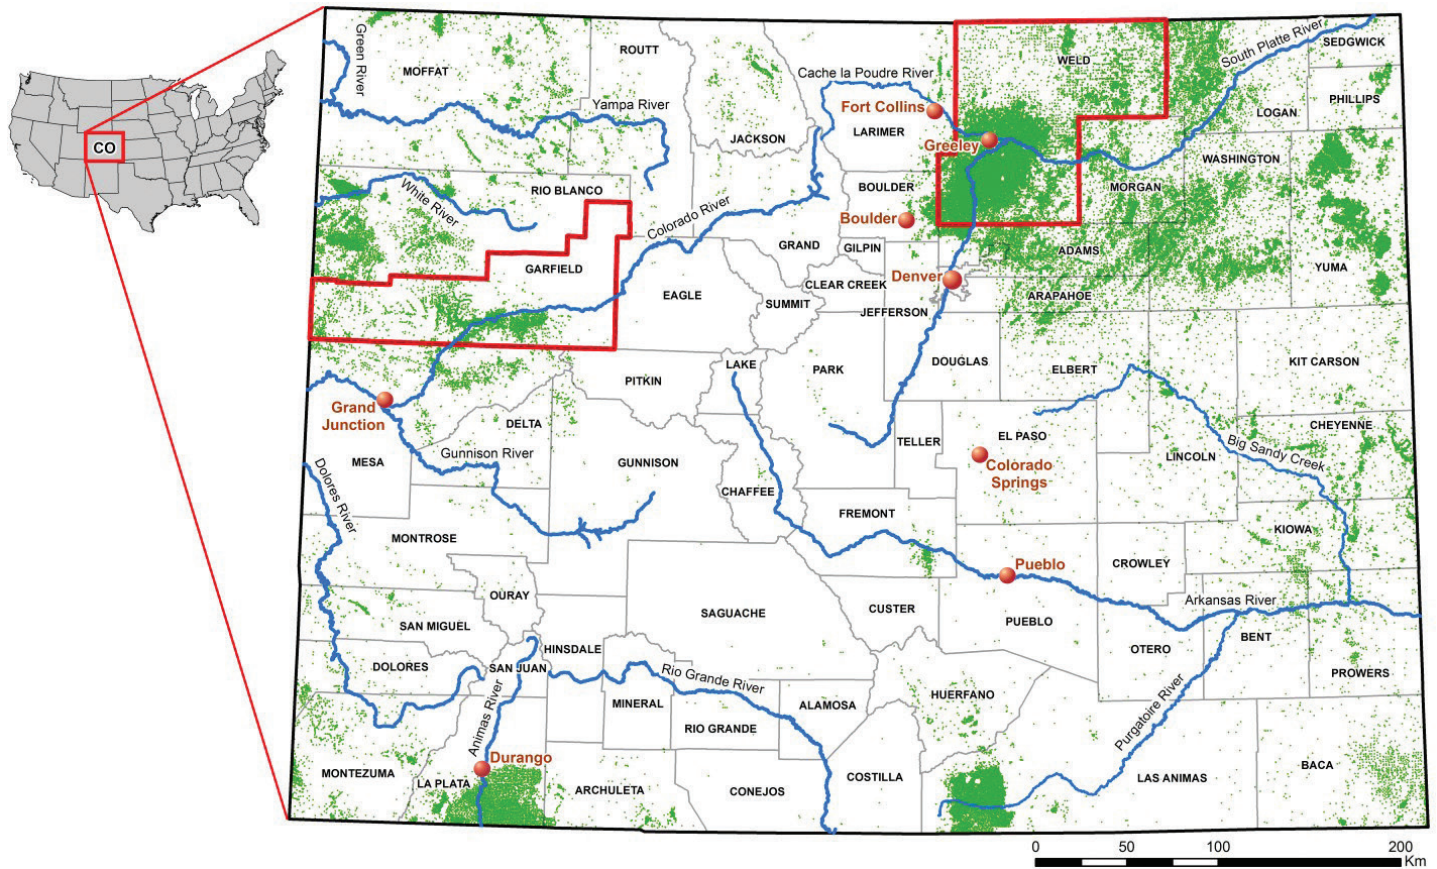 CO
Green River
MOFFAT
ROUTT
Yampa River
JACKSON
Cache la Poudre River
Fort Collins
LARIMER
WELD
South Platte River
SEDGWICK
PHILLIPS
LOGAN
Greeley
WASHINGTON
MORGAN
RIO BLANCO
White River
BOULDER
Boulder
Colorado River
GRAND
GILPIN
ADAMS
YUMA
GARFIELD
EAGLE
Denver
CLEAR CREEK
SUMMIT
JEFFERSON
ARAPAHOE
LAKE
PARK
DOUGLAS
ELBERT
KIT CARSON
PITKIN
Grand
Junction
DELTA
TELLER
EL PASO
CHEYENNE
MESA
Gunnison River
GUNNISON
Colorado
Springs
LINCOLN
Big Sandy Creek
Dolores River
CHAFFEE
FREMONT
KIOWA
MONTROSE
Pueblo
CROWLEY
OURAY
SAGUACHE
CUSTER
PUEBLO
Arkansas River
SAN MIGUEL
HINSDALE
OTERO
BENT
DOLORES
SAN JUAN
Rio Grande River
PROWERS
MINERAL
ALAMOSA
HUERFANO
Animas River
RIO GRANDE
Purgatoire River
Durango
MONTEZUMA
LA PLATA
ARCHULETA
CONEJOS
COSTILLA
LAS ANIMAS
BACA
0 50 100 200
Km